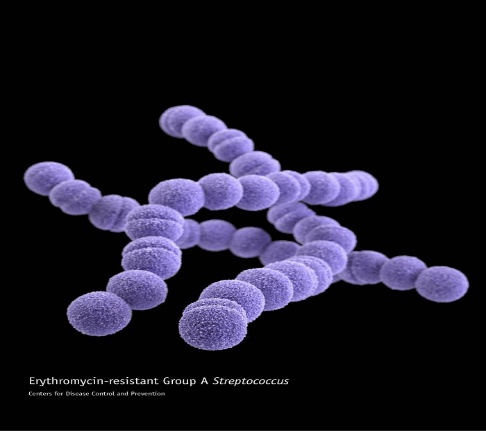 Erythromycin-resistant Group A Streptococcus
Centers for Disease Control and Prevention